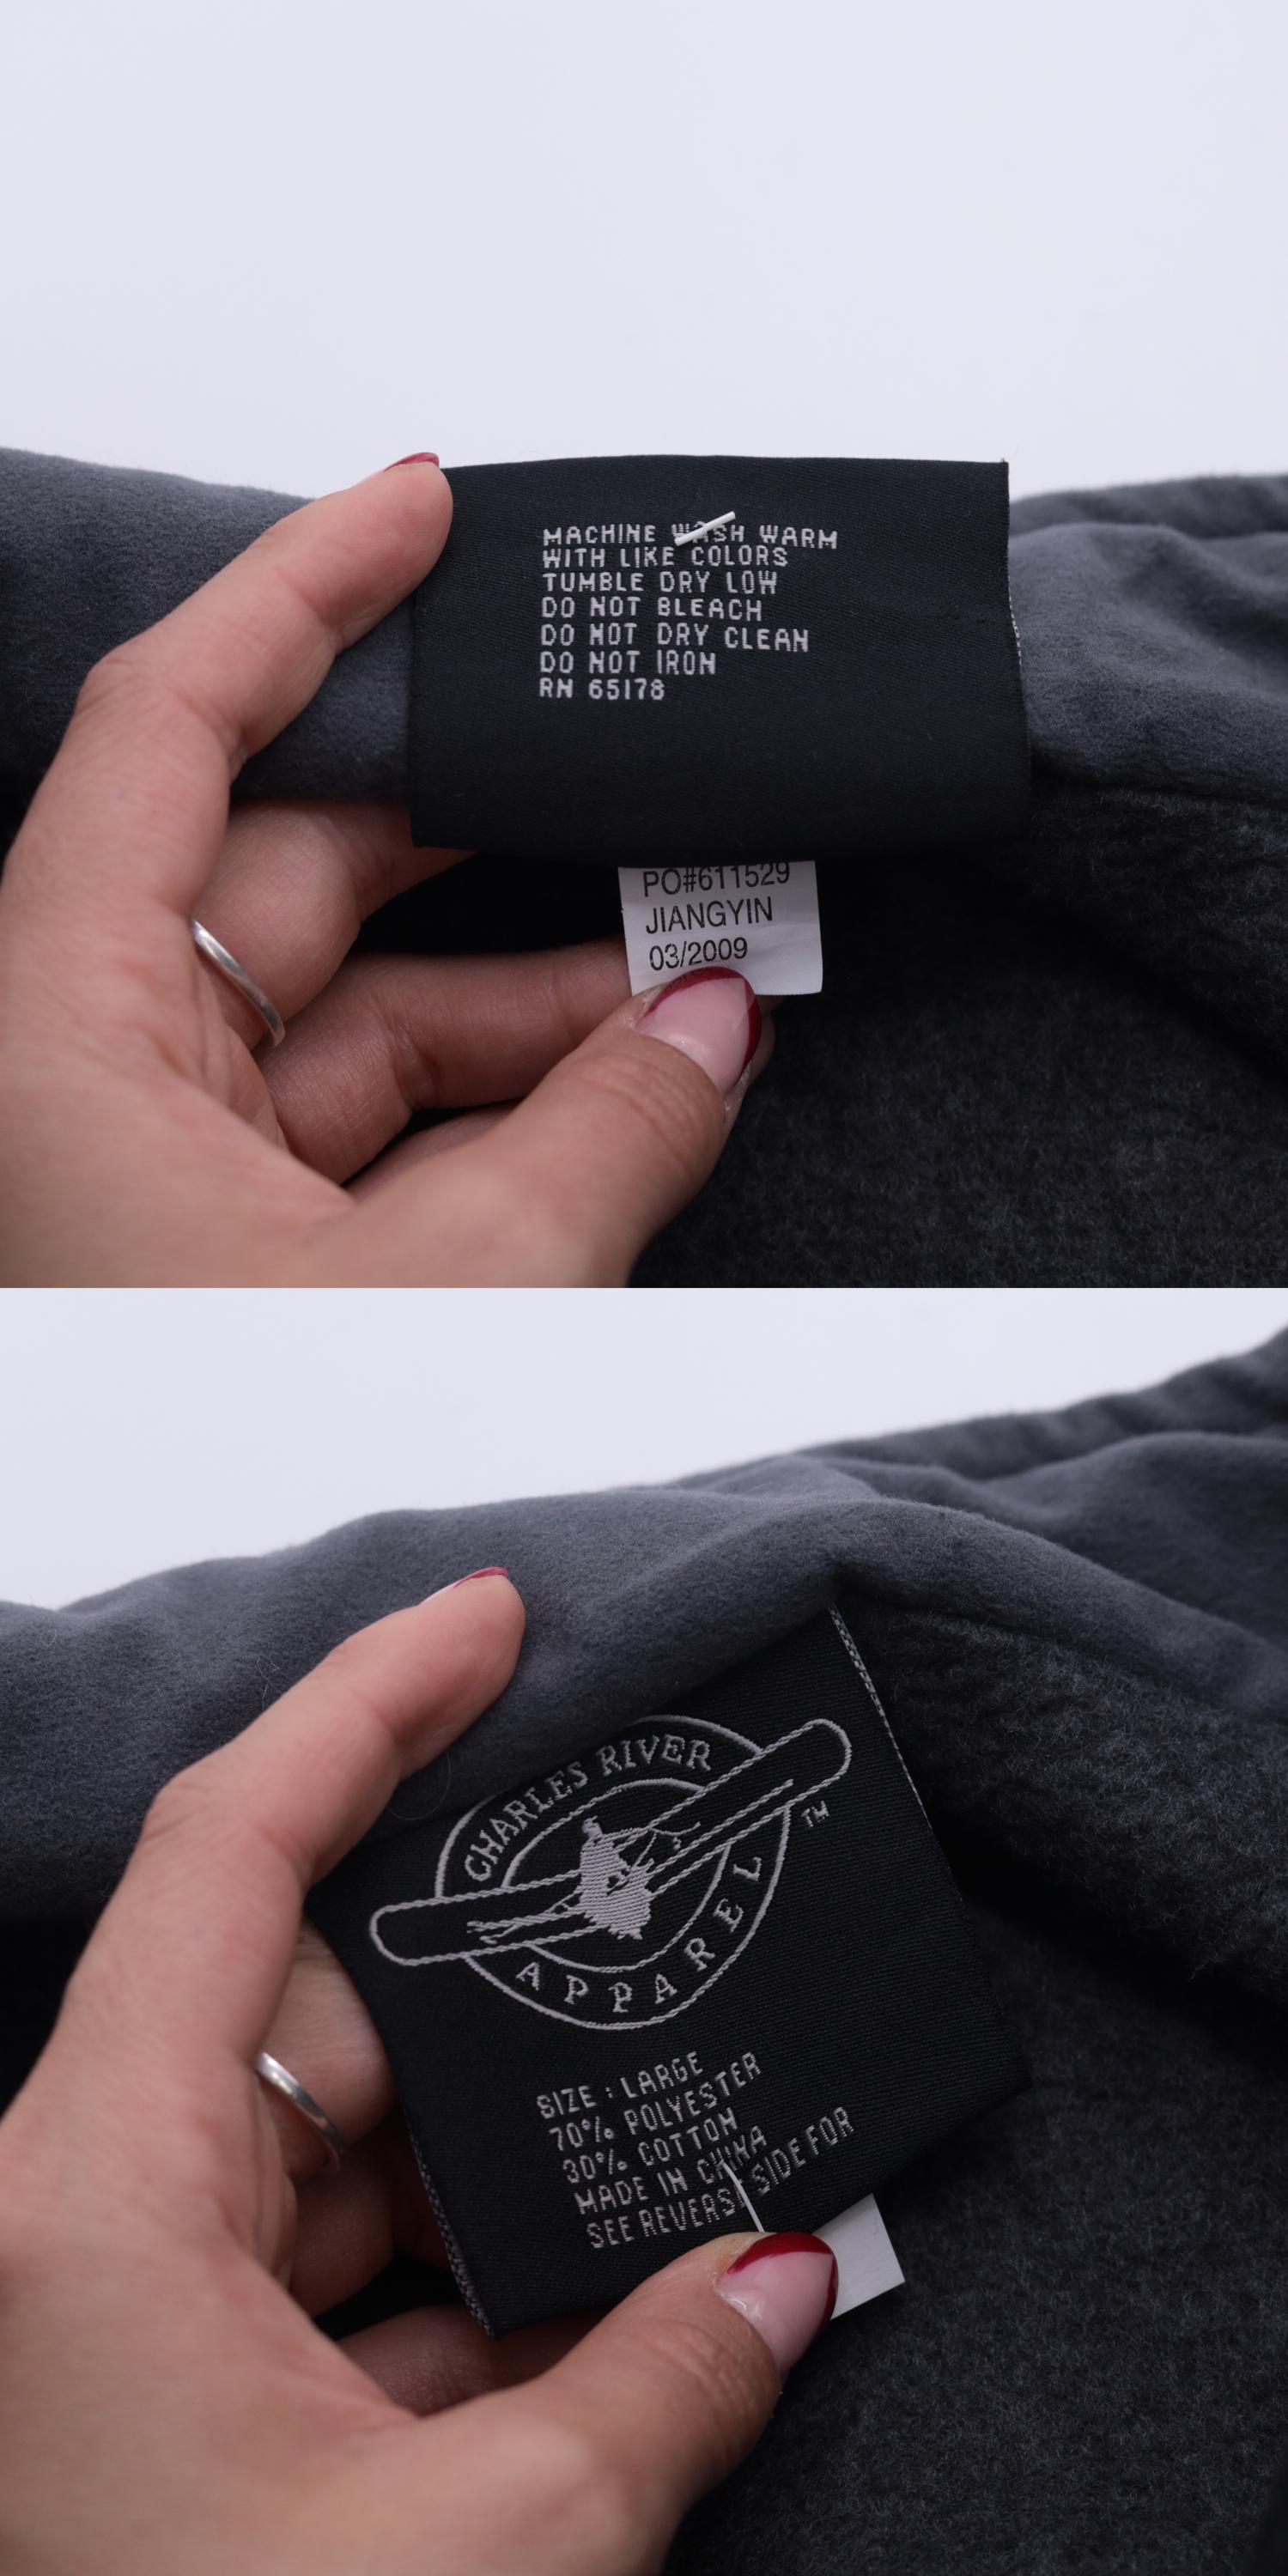 MACHINE WASH WARM
WITH LIKE COLORS
TUMBLE DRY LOW
DO NOT BLEACH
DO NOT DRY CLEAN
DO NOT IRON
RN 65178
PO#611529
JIANGYIN
03/2009
CHARLES RIVER
APPAREL
TM
SIZE : LARGE
70% POLYESTER
30% COTTON
MADE IN CHINA
SEE REVERSE SIDE FOR